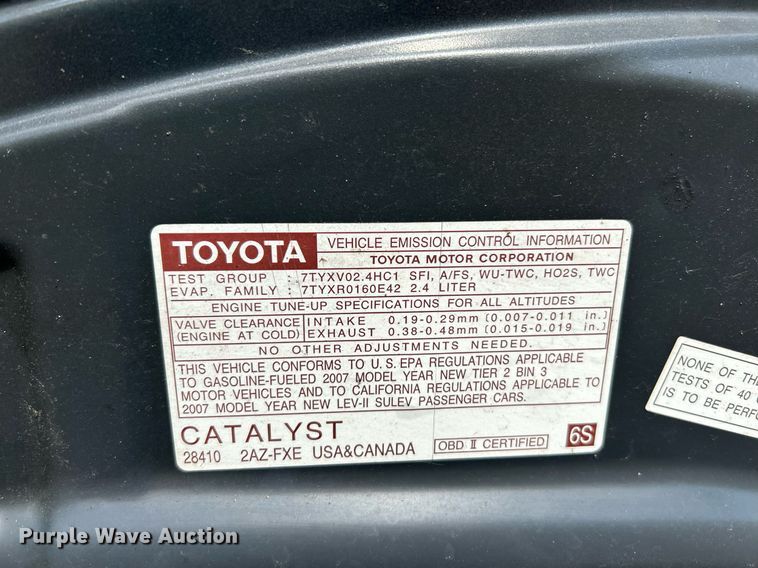 TOYOTA VEHICLE EMISSION CONTROL INFORMATION
TOYOTA MOTOR CORPORATION
TEST GROUP : 7TYXV02.4HC1 SFI, A/FS, WU-TWC, HO2S, TWC
EVAP. FAMILY : 7TYXR0160E42 2.4 LITER
ENGINE TUNE-UP SPECIFICATIONS FOR ALL ALTITUDES
VALVE CLEARANCE INTAKE 0.19-0.29mm (0.007-0.011 in.)
(ENGINE AT COLD) EXHAUST 0.38-0.48mm (0.015-0.019 in.)
NO OTHER ADJUSTMENTS NEEDED.
THIS VEHICLE CONFORMS TO U.S.EPA REGULATIONS APPLICABLE
TO GASOLINE-FUELED 2007 MODEL YEAR NEW TIER 2 BIN 3
MOTOR VEHICLES AND TO CALIFORNIA REGULATIONS APPLICABLE TO
2007 MODEL YEAR NEW LEV-II SULEV PASSENGER CARS.
CATALYST
28410 2AZ-FXE USA&CANADA OBD II CERTIFIED 6S
NONE OF THE
TESTS OF 40
IS TO BE PERFO
Purple Wave Auction